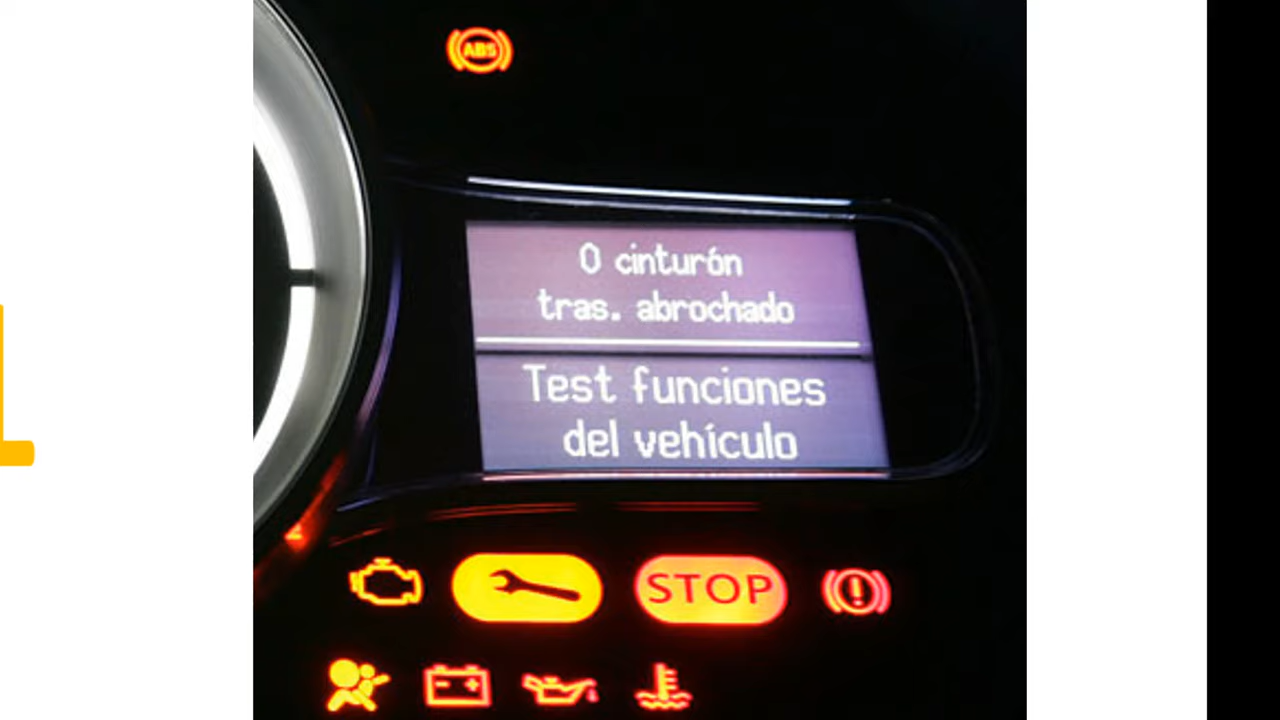 ABS
0 cinturón
tras. abrochado
Test funciones
del vehículo
STOP